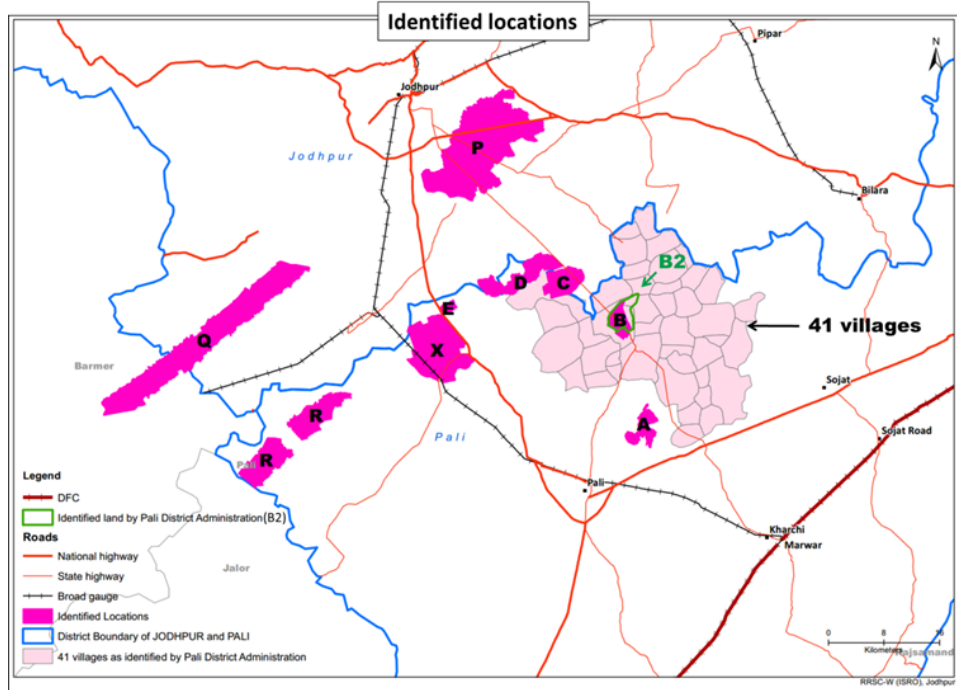 Identified locations
Pipar
N
Jodhpur
P
Jodhpur
Bilara
B2
D
C
E
B
41 villages
X
Q
Barmer
Sojat
R
A
Pali
Sojat Road
R
Legend
Pali
DFC
Identified land by Pali District Administration(B2)
Roads
Kharchi
National highway
Marwar
State highway
Jalor
Broad gauge
Identified Locations
District Boundary of JODHPUR and PALI
0 8 16
Kilometers
Rajsamand
41 villages as identified by Pali District Administration
RRSC-W (ISRO), Jodhpur